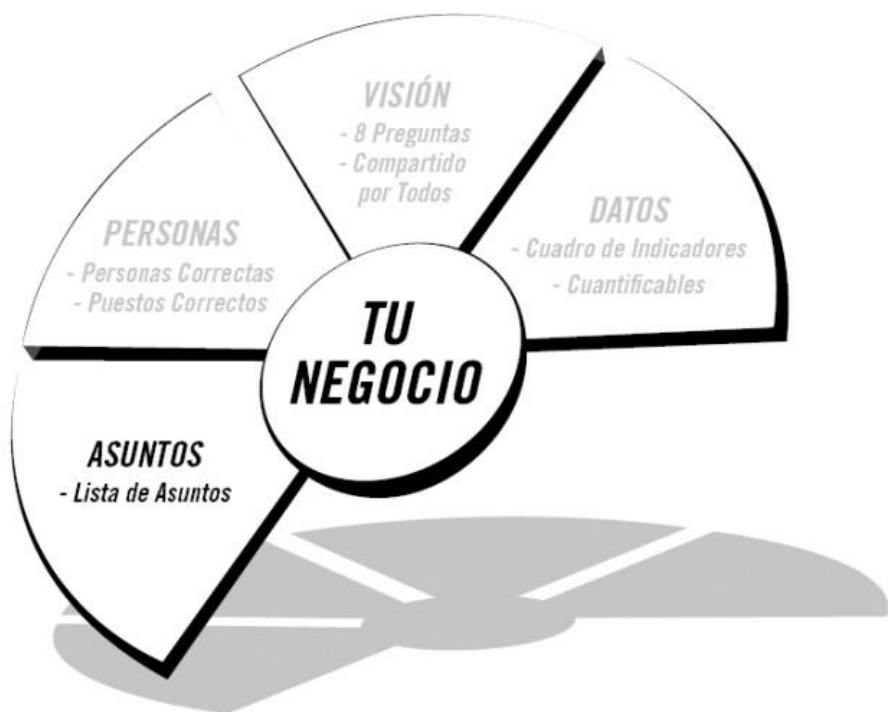 VISIÓN
- 8 Preguntas
- Compartido
por Todos
PERSONAS
- Personas Correctas
- Puestos Correctos
DATOS
- Cuadro de Indicadores
- Cuantificables
TU
NEGOCIO
ASUNTOS
- Lista de Asuntos